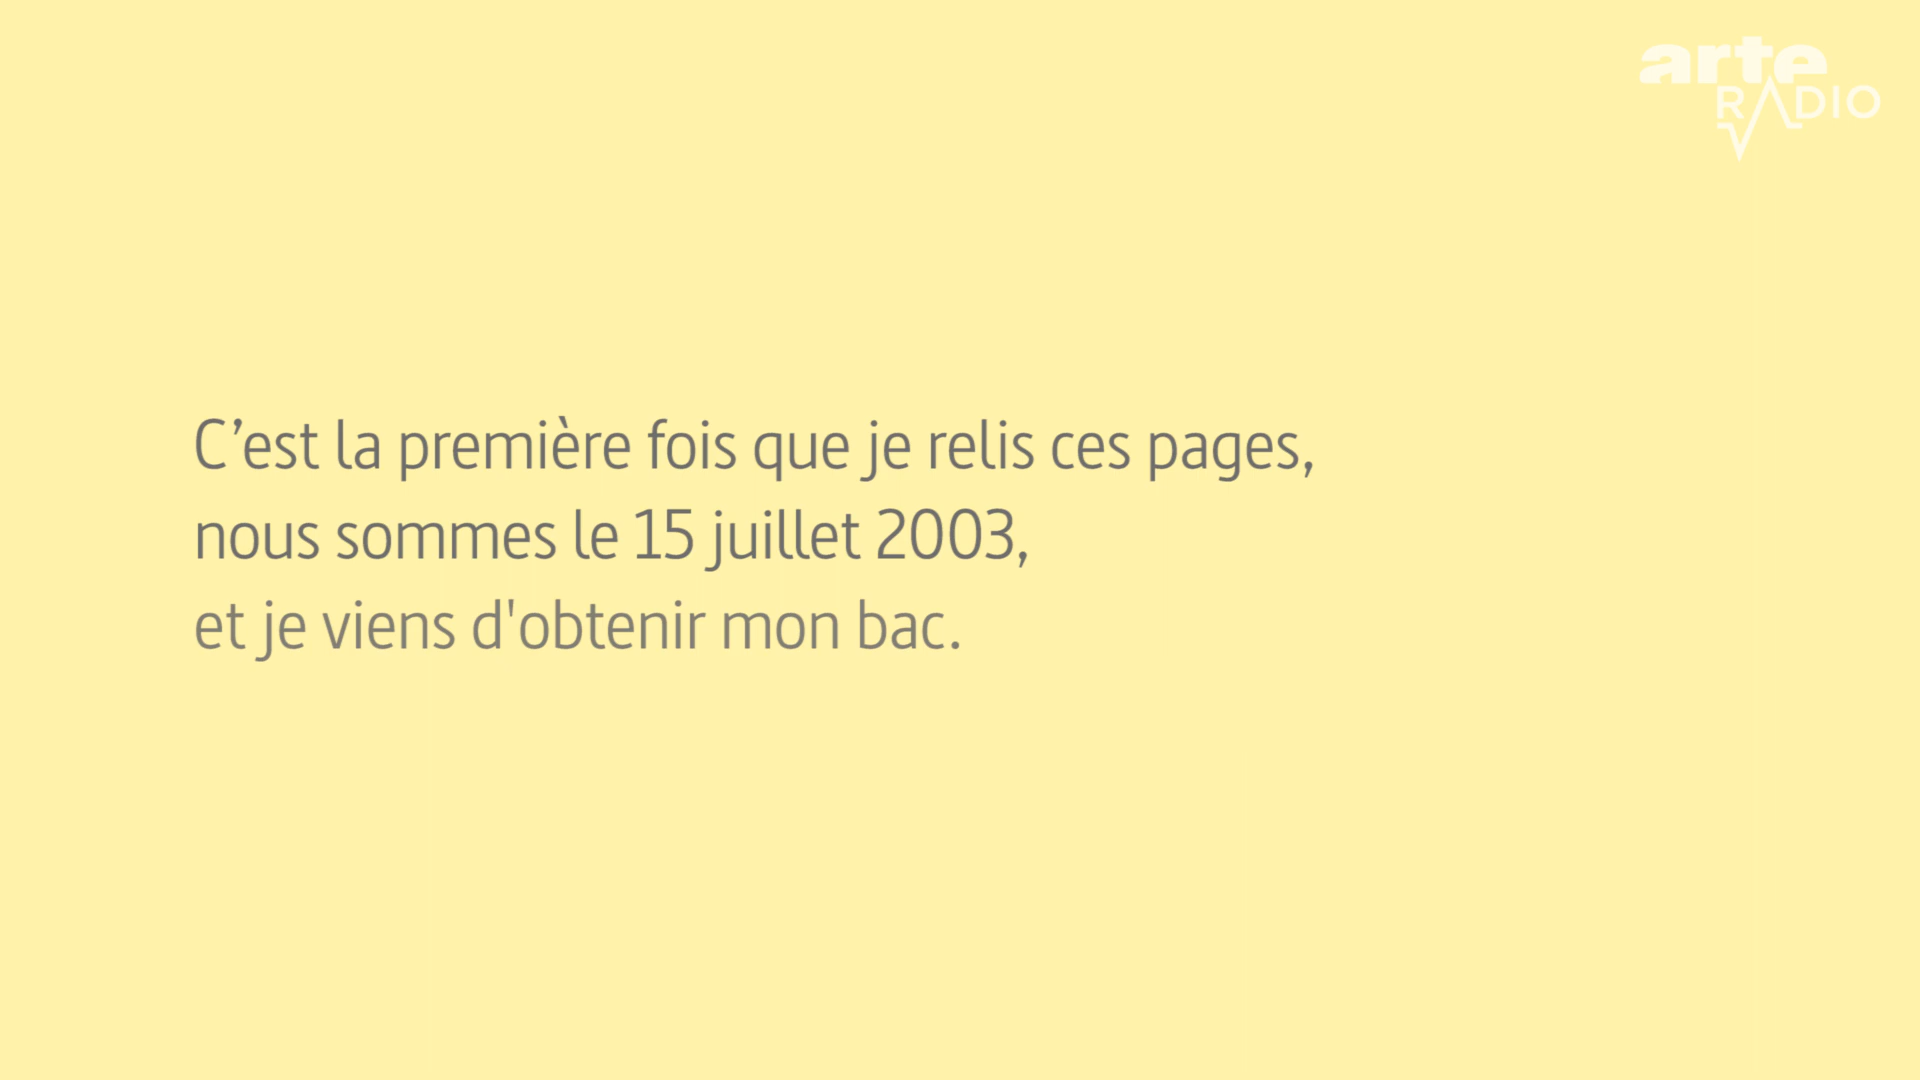 arte
RADIO
C’est la première fois que je relis ces pages,
nous sommes le 15 juillet 2003,
et je viens d'obtenir mon bac.